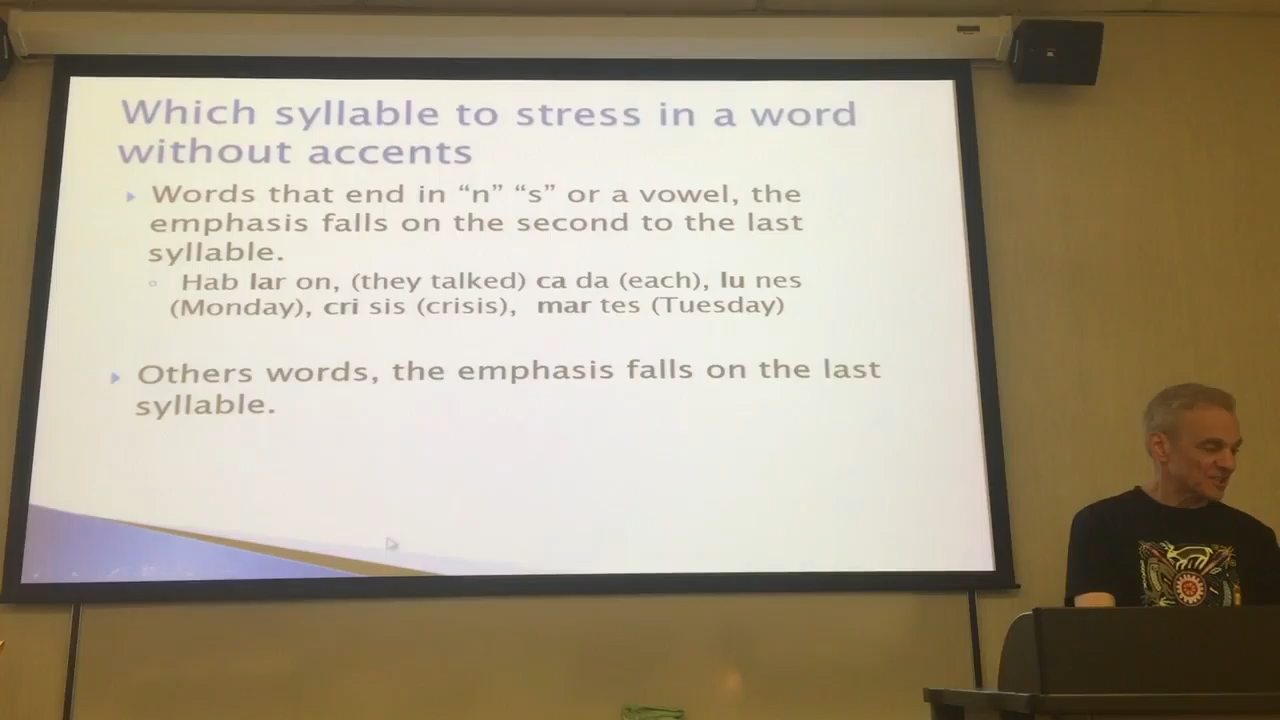 Which syllable to stress in a word
without accents
Words that end in “n” “s” or a vowel, the
emphasis falls on the second to the last
syllable.
Hab lar on, (they talked) ca da (each), lu nes
(Monday), cri sis (crisis), mar tes (Tuesday)
Others words, the emphasis falls on the last
syllable.